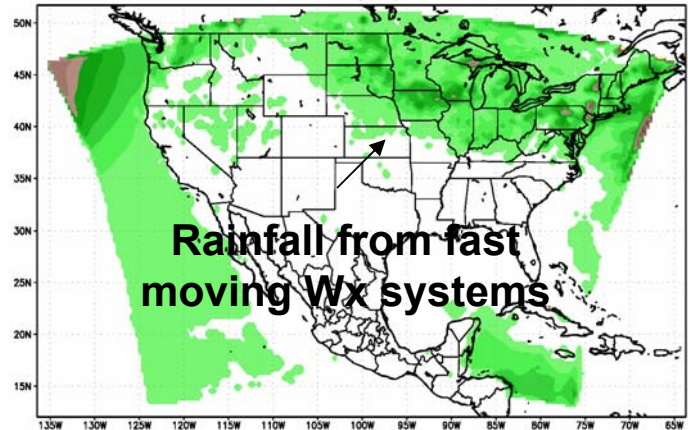 50N
45N
40N
35N
30N
25N
20N
15N
Rainfall from fast
moving Wx systems
135W 130W 125W 120W 115W 110W 105W 100W 95W 90W 85W 80W 75W 70W 65W